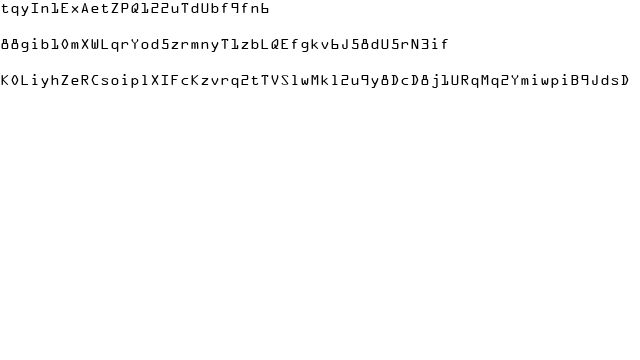 tqyIn1ExAetZPQ122uTdUbf9fn6
88gib10mXWLqrYod5zrmnyT1zbLQEfgkv6J58dU5rN3if
K0LiyhZeRCsoip1XIFcKzvrq2tTVS1wMk12u9y8DcD8j1URqMq2YmiwpiB9JdsD